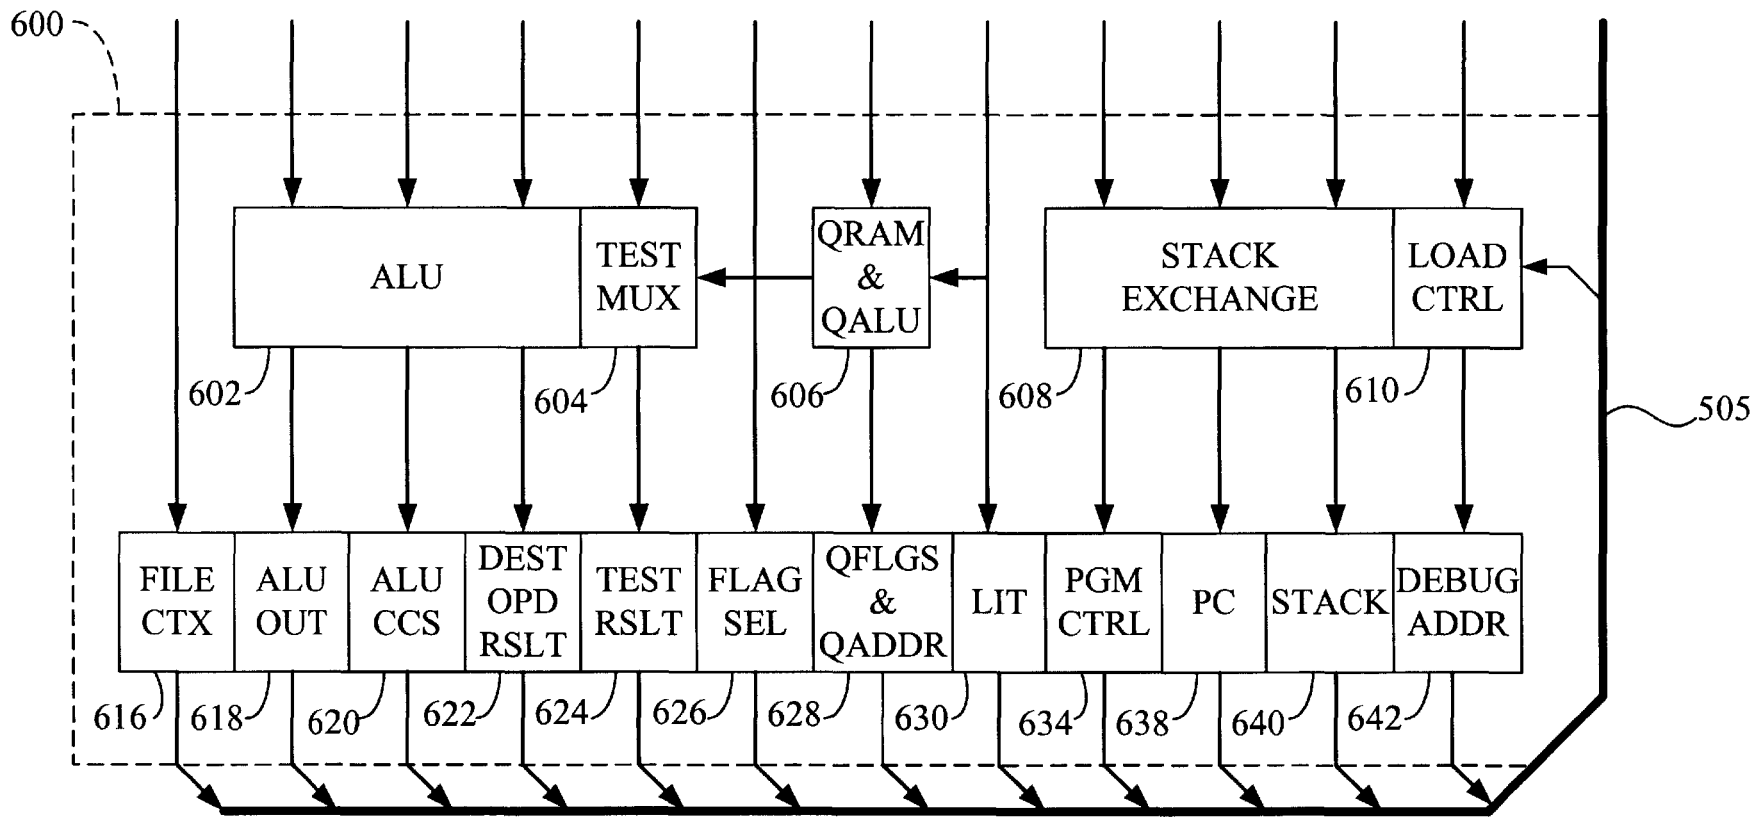 600
ALU
TEST
MUX
QRAM
&
QALU
STACK
EXCHANGE
LOAD
CTRL
602
604
606
608
610
505
FILE
CTX
ALU
OUT
ALU
CCS
DEST
OPD
RSLT
TEST
RSLT
FLAG
SEL
QFLGS
&
QADDR
LIT
PGM
CTRL
PC
STACK
DEBUG
ADDR
616
618
620
622
624
626
628
630
634
638
640
642